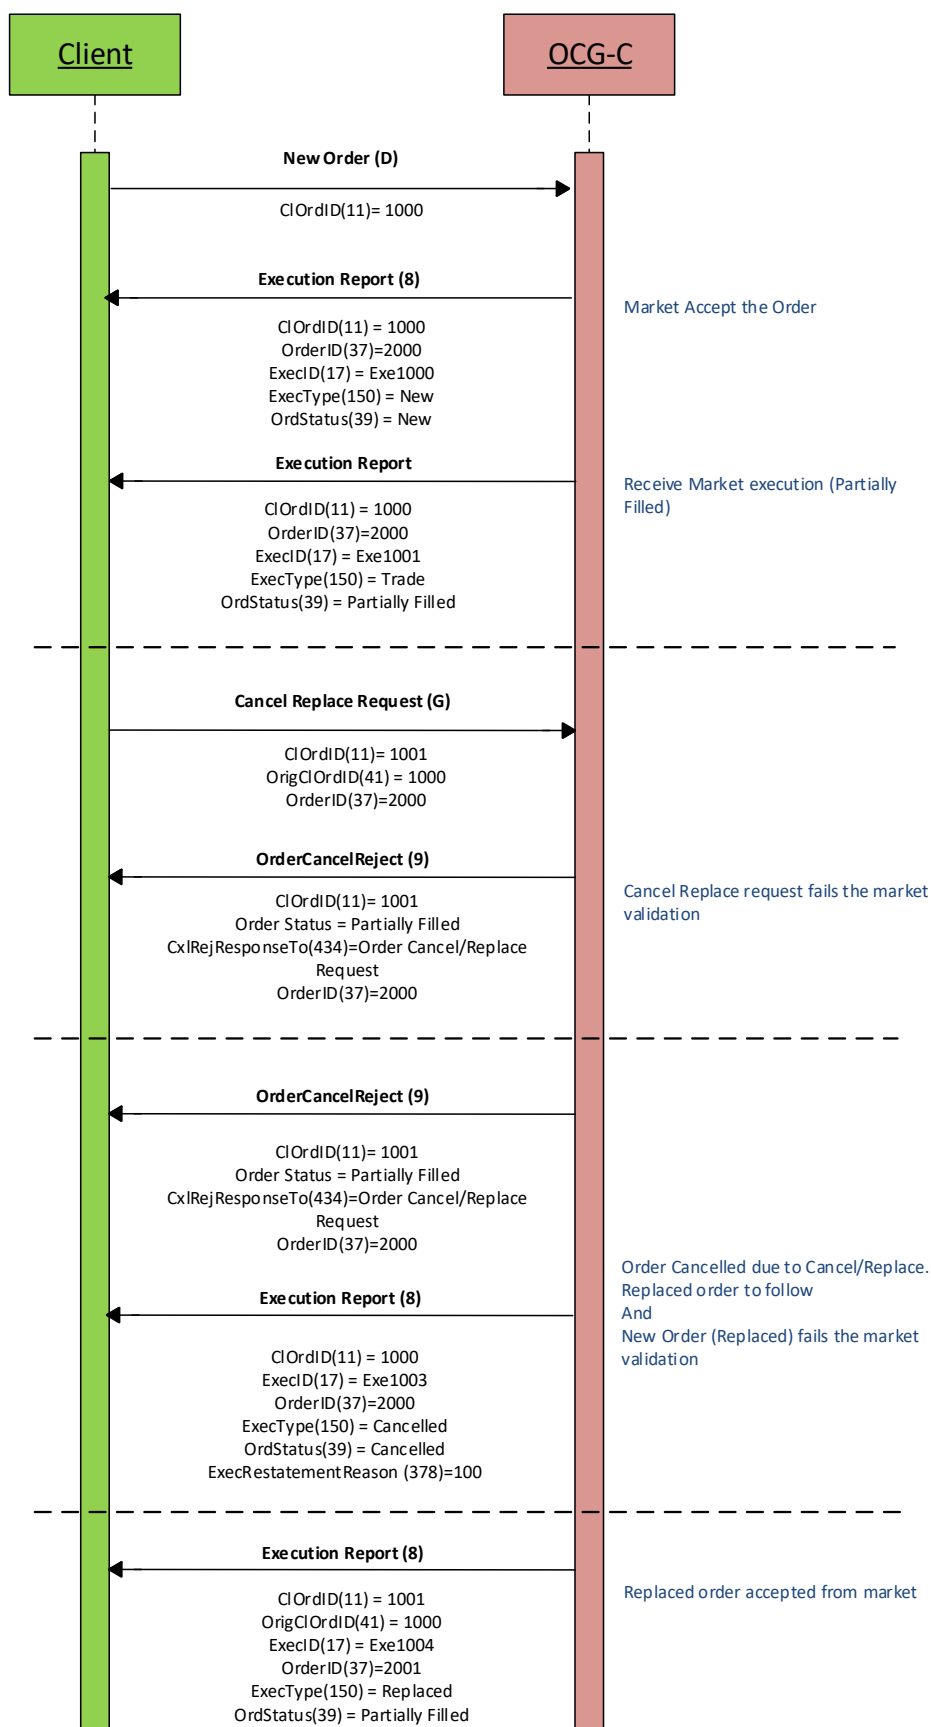 Client
OCG-C
New Order (D)
ClOrdID(11)= 1000
Execution Report (8)
Market Accept the Order
ClOrdID(11) = 1000
OrderID(37)=2000
ExecID(17) = Exe1000
ExecType(150) = New
OrdStatus(39) = New
Execution Report
Receive Market execution (Partially
Filled)
ClOrdID(11) = 1000
OrderID(37)=2000
ExecID(17) = Exe1001
ExecType(150) = Trade
OrdStatus(39) = Partially Filled
Cancel Replace Request (G)
ClOrdID(11)= 1001
OrigClOrdID(41) = 1000
OrderID(37)=2000
OrderCancelReject (9)
Cancel Replace request fails the market
validation
ClOrdID(11)= 1001
Order Status = Partially Filled
CxlRejResponseTo(434)=Order Cancel/Replace
Request
OrderID(37)=2000
OrderCancelReject (9)
ClOrdID(11)= 1001
Order Status = Partially Filled
CxlRejResponseTo(434)=Order Cancel/Replace
Request
OrderID(37)=2000
Order Cancelled due to Cancel/Replace.
Replaced order to follow
And
New Order (Replaced) fails the market
validation
Execution Report (8)
ClOrdID(11) = 1000
ExecID(17) = Exe1003
OrderID(37)=2000
ExecType(150) = Cancelled
OrdStatus(39) = Cancelled
ExecRestatementReason (378)=100
Execution Report (8)
Replaced order accepted from market
ClOrdID(11) = 1001
OrigClOrdID(41) = 1000
ExecID(17) = Exe1004
OrderID(37)=2001
ExecType(150) = Replaced
OrdStatus(39) = Partially Filled